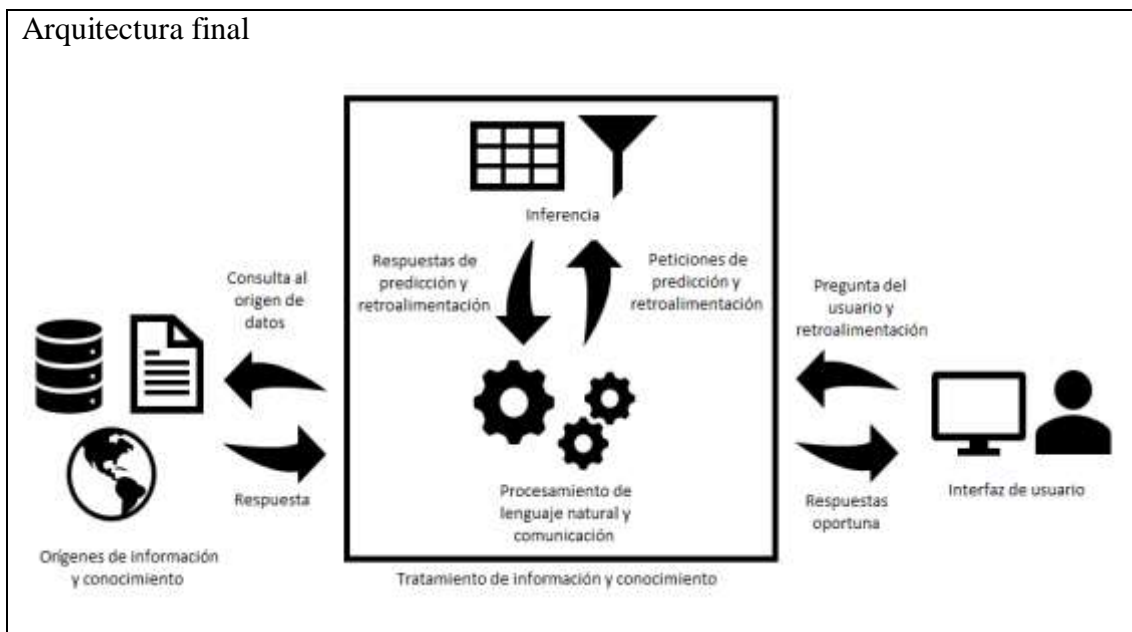 Arquitectura final
Inferencia
Respuestas de
predicción y
retroalimentación
Peticiones de
predicción y
retroalimentación
Consulta al
origen de
datos
Pregunta del
usuario y
retroalimentación
Respuesta
Procesamiento de
lenguaje natural y
comunicación
Respuestas
oportuna
Interfaz de usuario
Orígenes de información
y conocimiento
Tratamiento de información y conocimiento